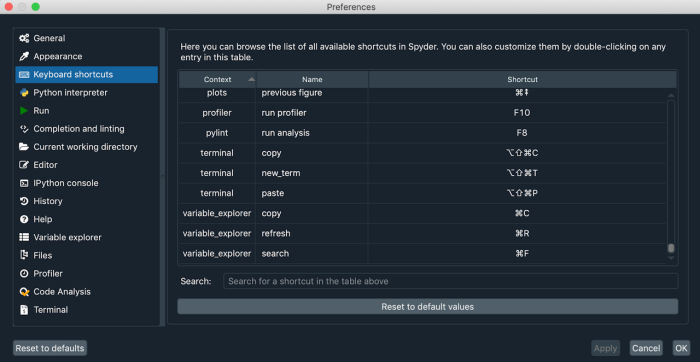 Preferences
General
Appearance
Keyboard shortcuts
Python interpreter
Run
Completion and linting
Current working directory
Editor
IPython console
History
Help
Variable explorer
Files
Profiler
Code Analysis
Terminal
Here you can browse the list of all available shortcuts in Spyder. You can also customize them by double-clicking on any
entry in this table.
Context Name Shortcut
plots previous figure ⌘⇞
profiler run profiler F10
pylint run analysis F8
terminal copy ⌥⇧⌘C
terminal new_term ⌥⇧⌘T
terminal paste ⌥⇧⌘P
variable_explorer copy ⌘C
variable_explorer refresh ⌘R
variable_explorer search ⌘F
Search: Search for a shortcut in the table above
Reset to default values
Reset to defaults Apply Cancel OK